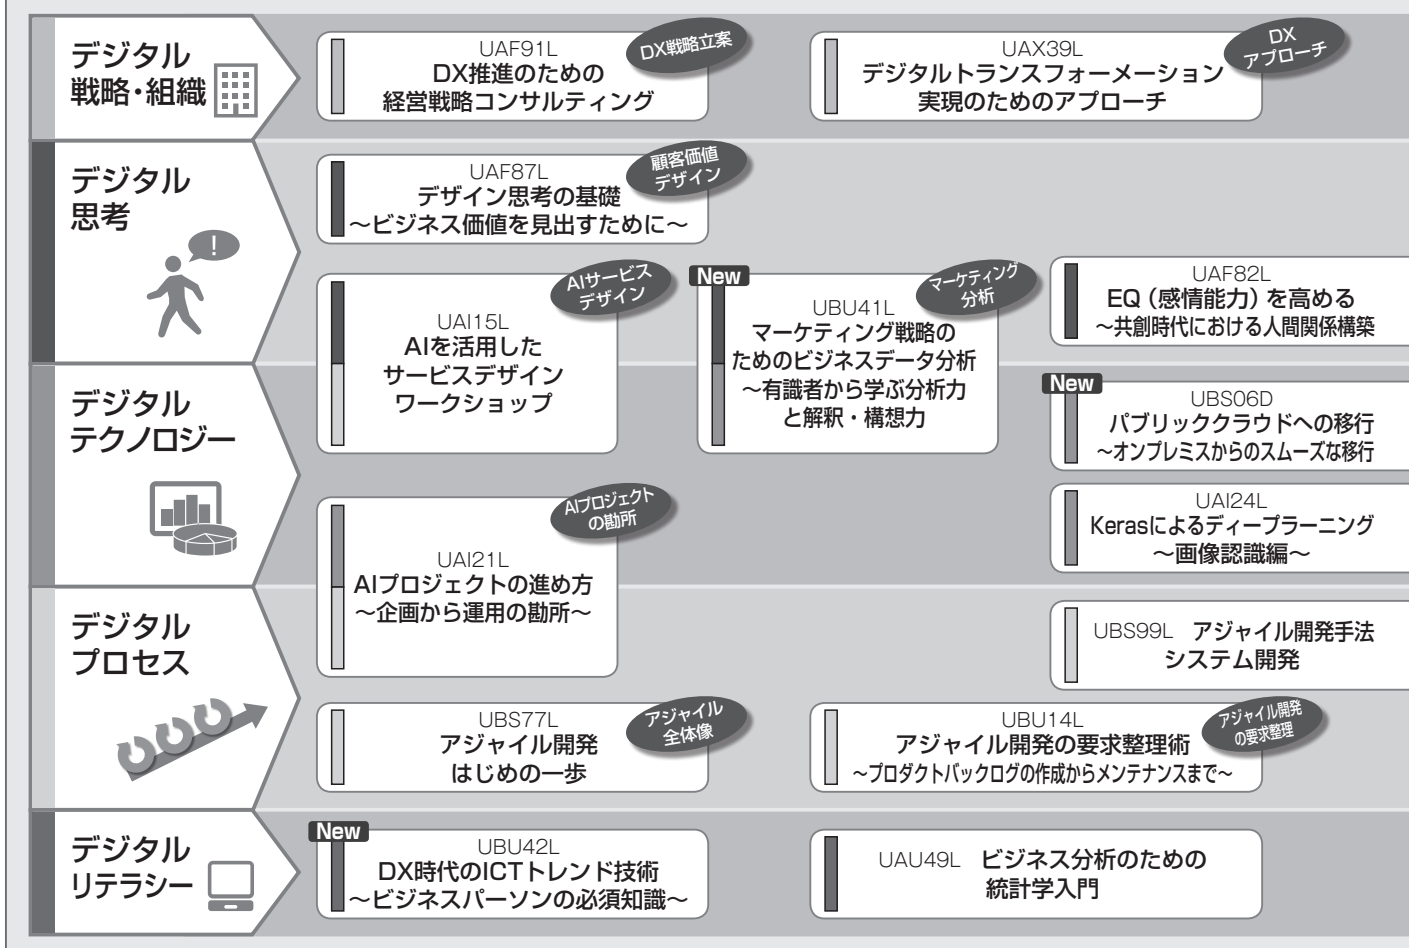 デジタル
戦略・組織
UAF91L
DX推進のための
経営戦略コンサルティング
DX戦略立案
UAX39L
デジタルトランスフォーメーション
実現のためのアプローチ
DX
アプローチ
デジタル
思考
!
UAF87L
デザイン思考の基礎
～ビジネス価値を見出すために～
顧客価値
デザイン
UAI15L
AIを活用した
サービスデザイン
ワークショップ
AIサービス
デザイン
New
UBU41L
マーケティング戦略の
ためのビジネスデータ分析
～有識者から学ぶ分析力
と解釈・構想力
マーケティング
分析
UAF82L
EQ（感情能力）を高める
～共創時代における人間関係構築
デジタル
テクノロジー
New
UBS06D
パブリッククラウドへの移行
～オンプレミスからのスムーズな移行
UAI24L
Kerasによるディープラーニング
～画像認識編～
UAI21L
AIプロジェクトの進め方
～企画から運用の勘所～
AIプロジェクト
の勘所
デジタル
プロセス
UBS99L アジャイル開発手法
システム開発
UBS77L
アジャイル開発
はじめの一歩
アジャイル
全体像
UBU14L
アジャイル開発の要求整理術
～プロダクトバックログの作成からメンテナンスまで～
アジャイル開発
の要求整理
デジタル
リテラシー
New
UBU42L
DX時代のICTトレンド技術
～ビジネスパーソンの必須知識～
UAU49L ビジネス分析のための
統計学入門